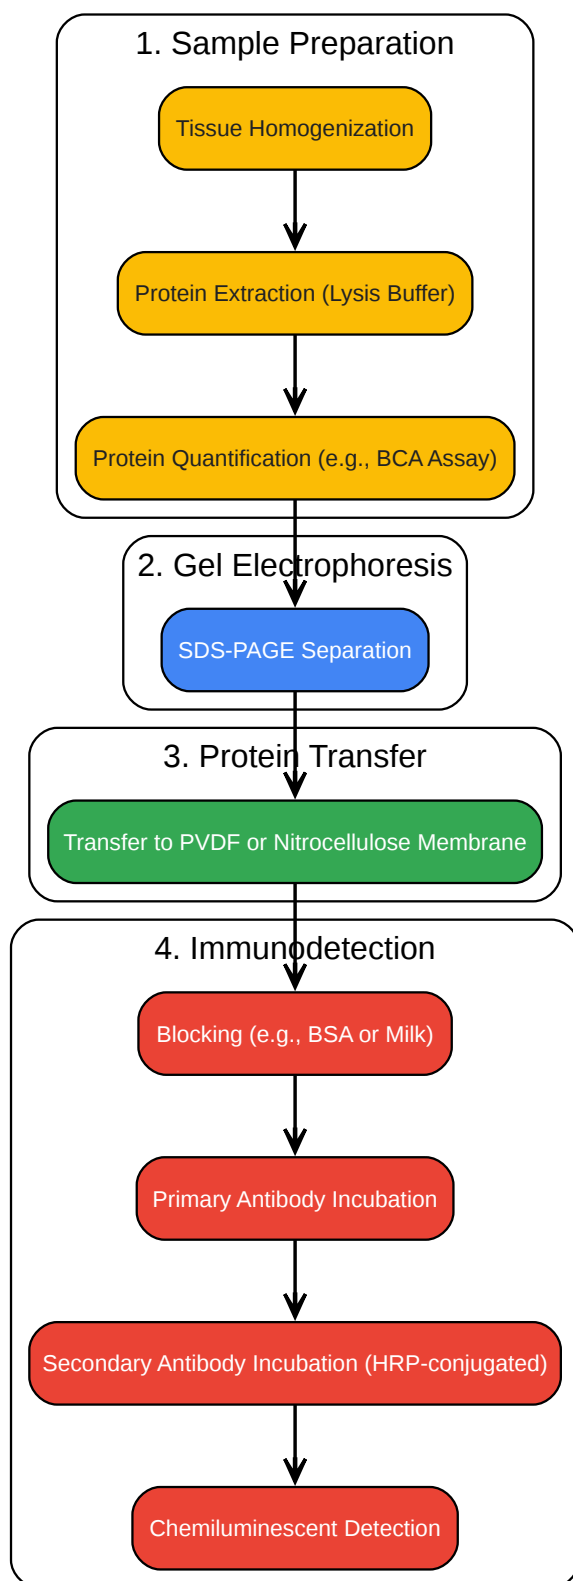 1. Sample Preparation
Tissue Homogenization
Protein Extraction (Lysis Buffer)
Protein Quantification (e.g., BCA Assay)
2. Gel Electrophoresis
SDS-PAGE Separation
3. Protein Transfer
Transfer to PVDF or Nitrocellulose Membrane
4. Immunodetection
Blocking (e.g., BSA or Milk)
Primary Antibody Incubation
Secondary Antibody Incubation (HRP-conjugated)
Chemiluminescent Detection